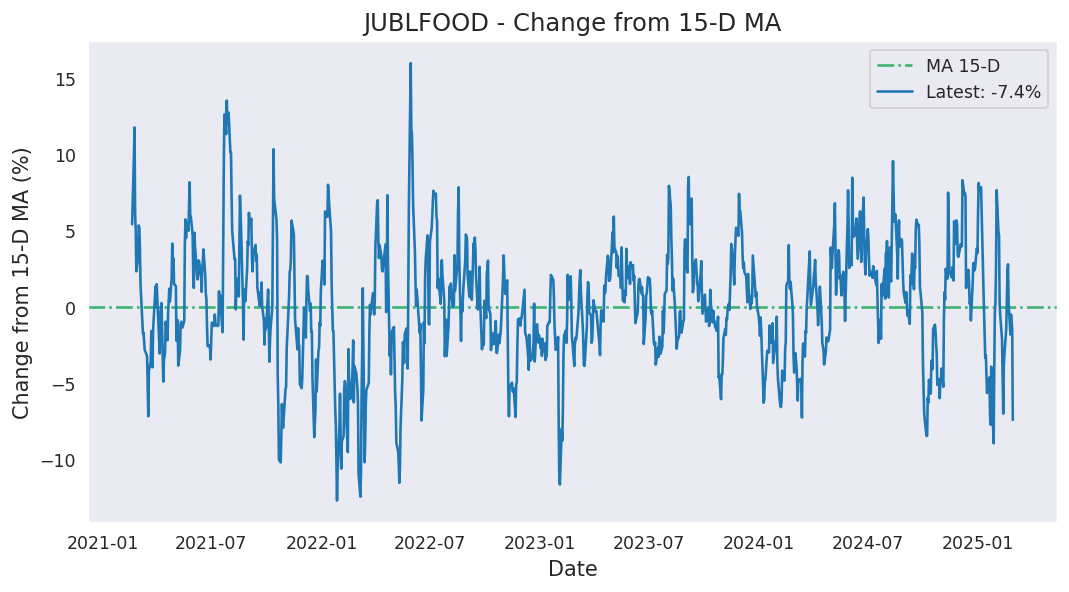 JUBLFOOD - Change from 15-D MA
MA 15-D
Latest: -7.4%
Change from 15-D MA (%)
15
10
5
0
−5
−10
2021-01 2021-07 2022-01 2022-07 2023-01 2023-07 2024-01 2024-07 2025-01
Date